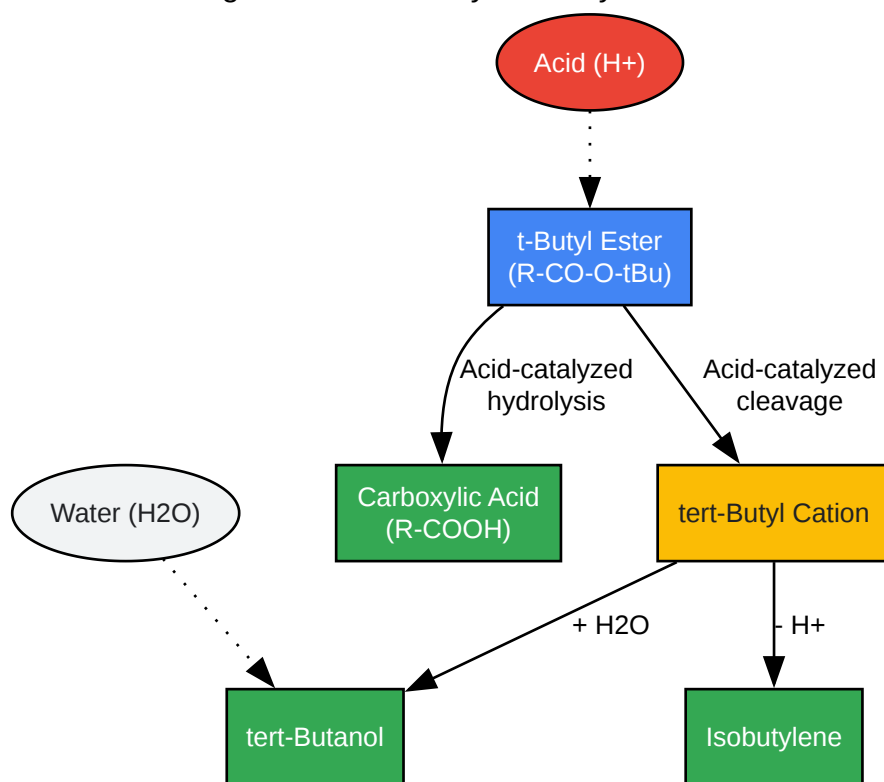 Acid (H+)
t-Butyl Ester
(R-CO-O-tBu)
Acid-catalyzed
hydrolysis
Acid-catalyzed
cleavage
Carboxylic Acid
(R-COOH)
Water (H2O)
tert-Butyl Cation
+ H2O
- H+
tert-Butanol
Isobutylene